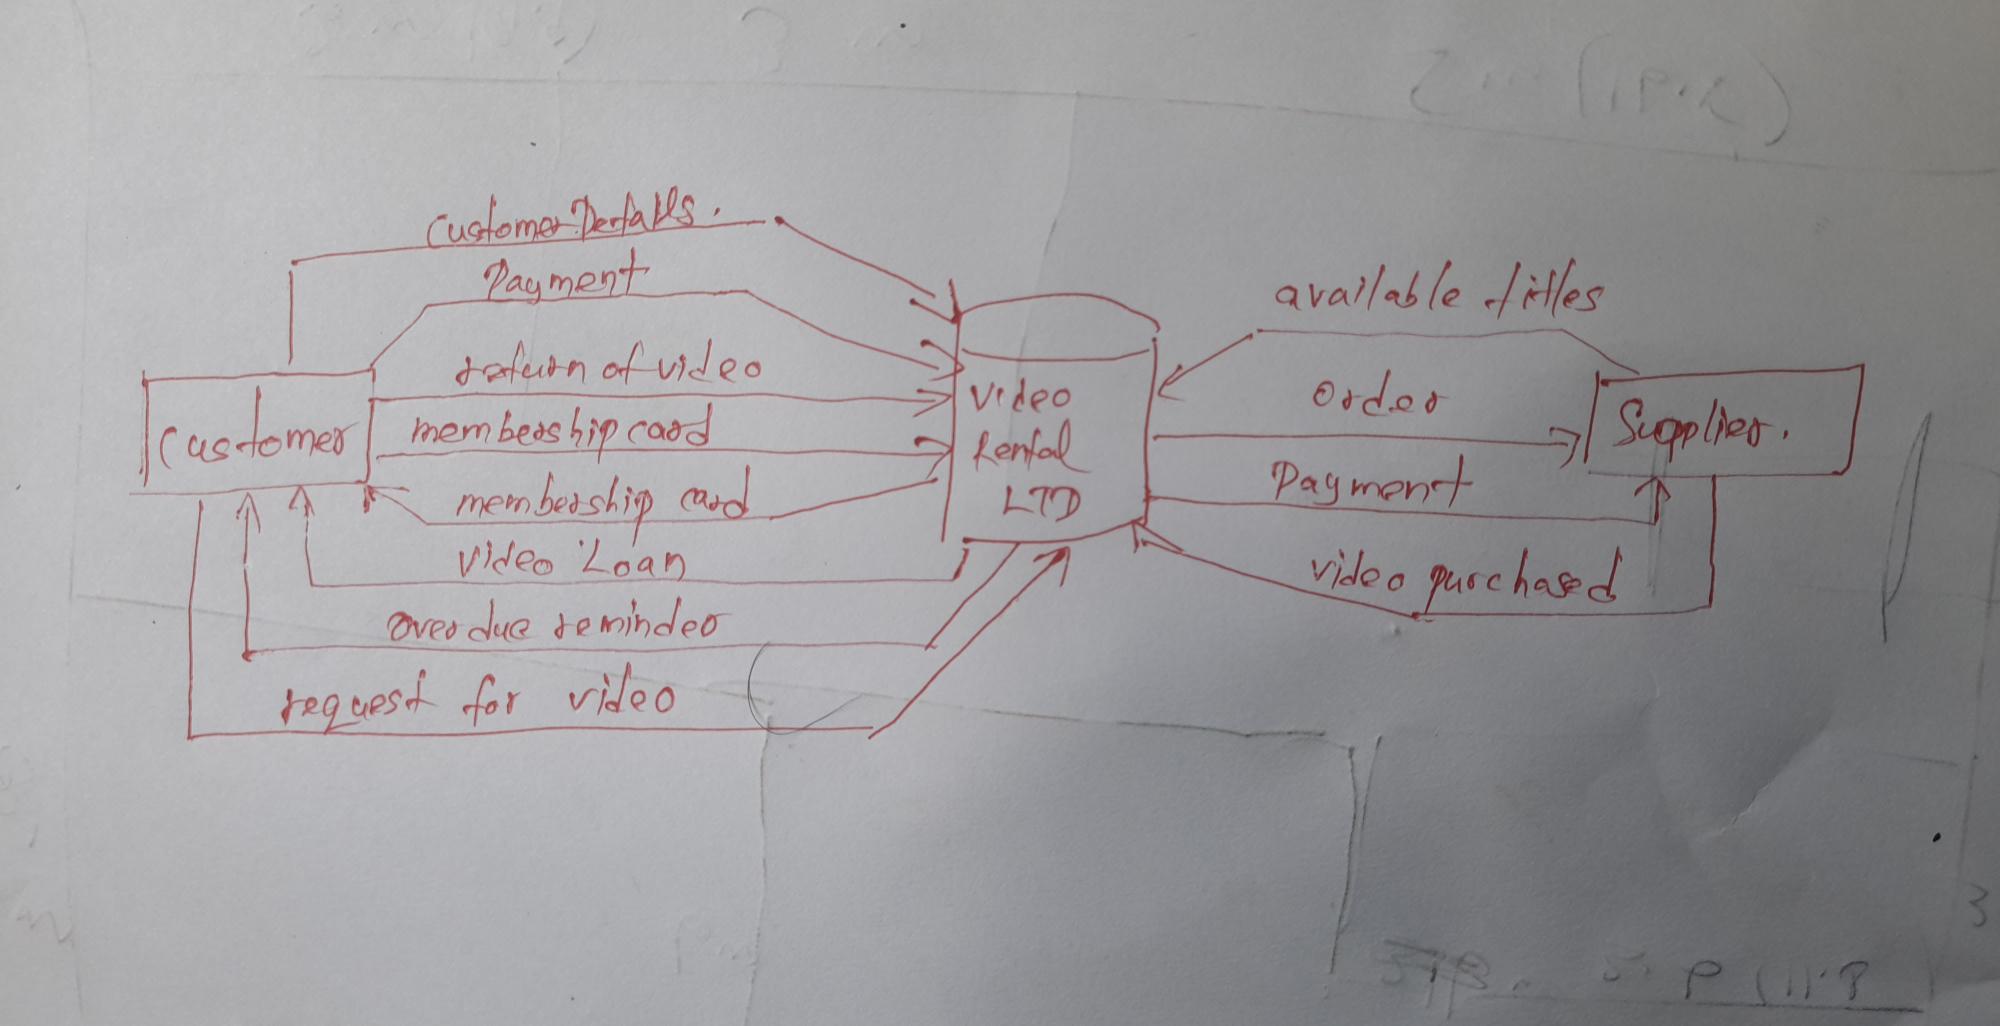 Customer Details.
Payment
return of video
membership card
membership card
video Loan
overdue reminder
request for video
Customer
Video
Rental
LTD
available titles
order
Payment
video purchased
Supplier.
3